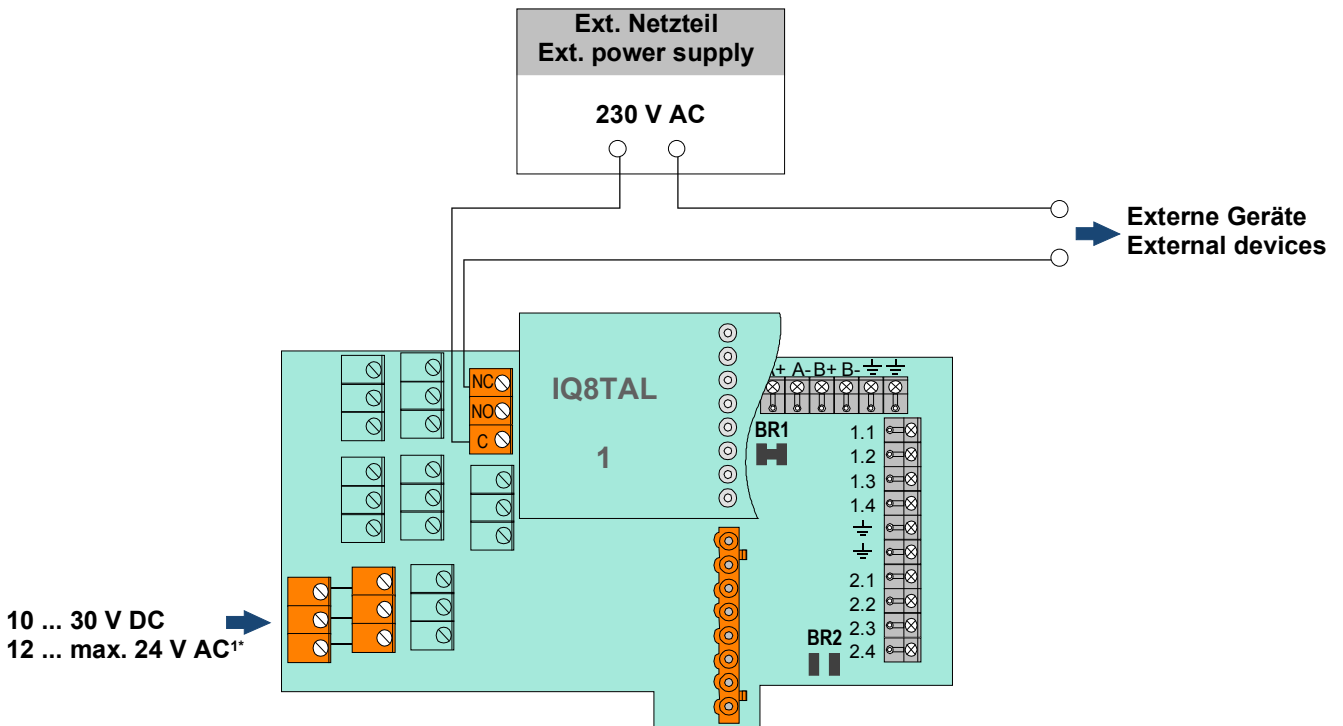 Ext. Netzteil
Ext. power supply
230 V AC
Externe Geräte
External devices
NC
NO
C
IQ8TAL
1
A+ A- B+ B-
BR1
1.1
1.2
1.3
1.4
2.1
2.2
2.3
2.4
BR2
10 ... 30 V DC
12 ... max. 24 V AC¹*